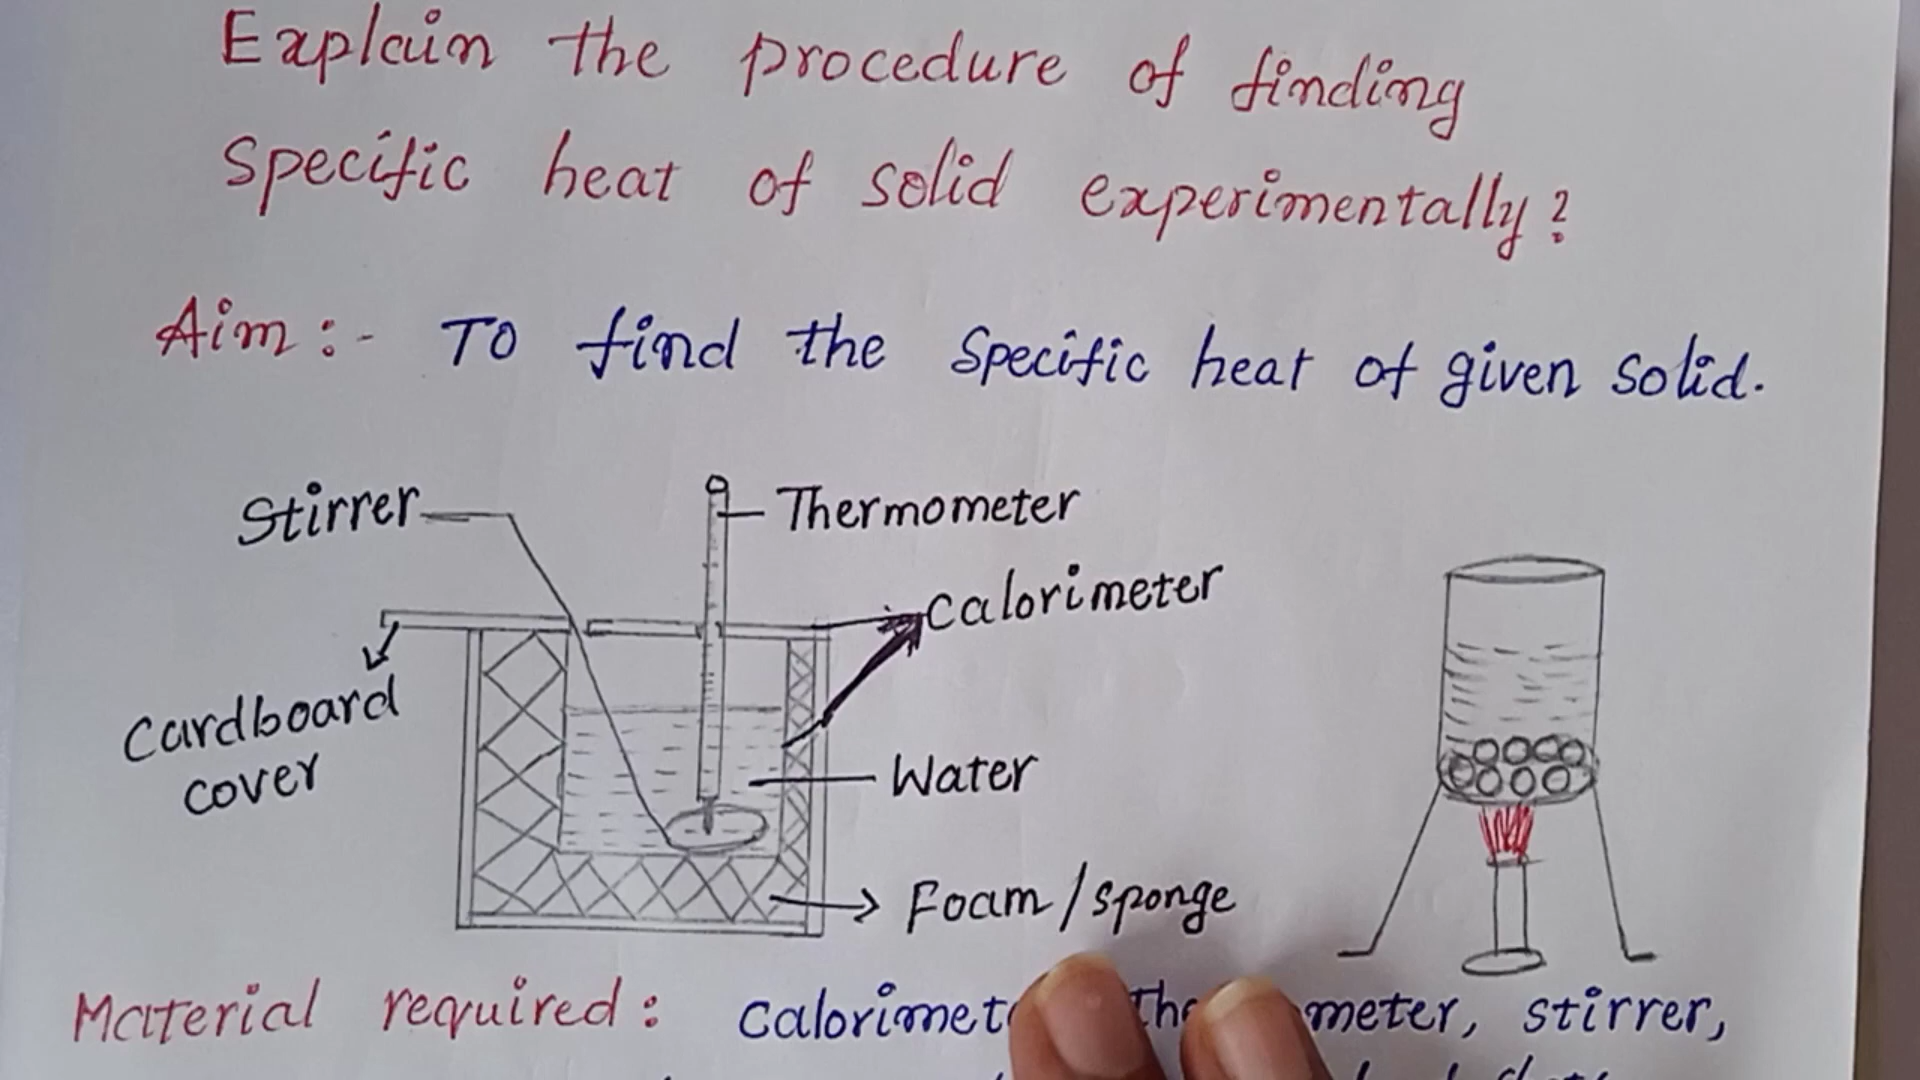 Explain the procedure of finding
Specific heat of solid experimentally?
Aim :- To find the Specific heat of given solid.
Stirrer
Thermometer
Calorimeter
Cardboard
cover
Water
Foam/sponge
Material required: stirrer,